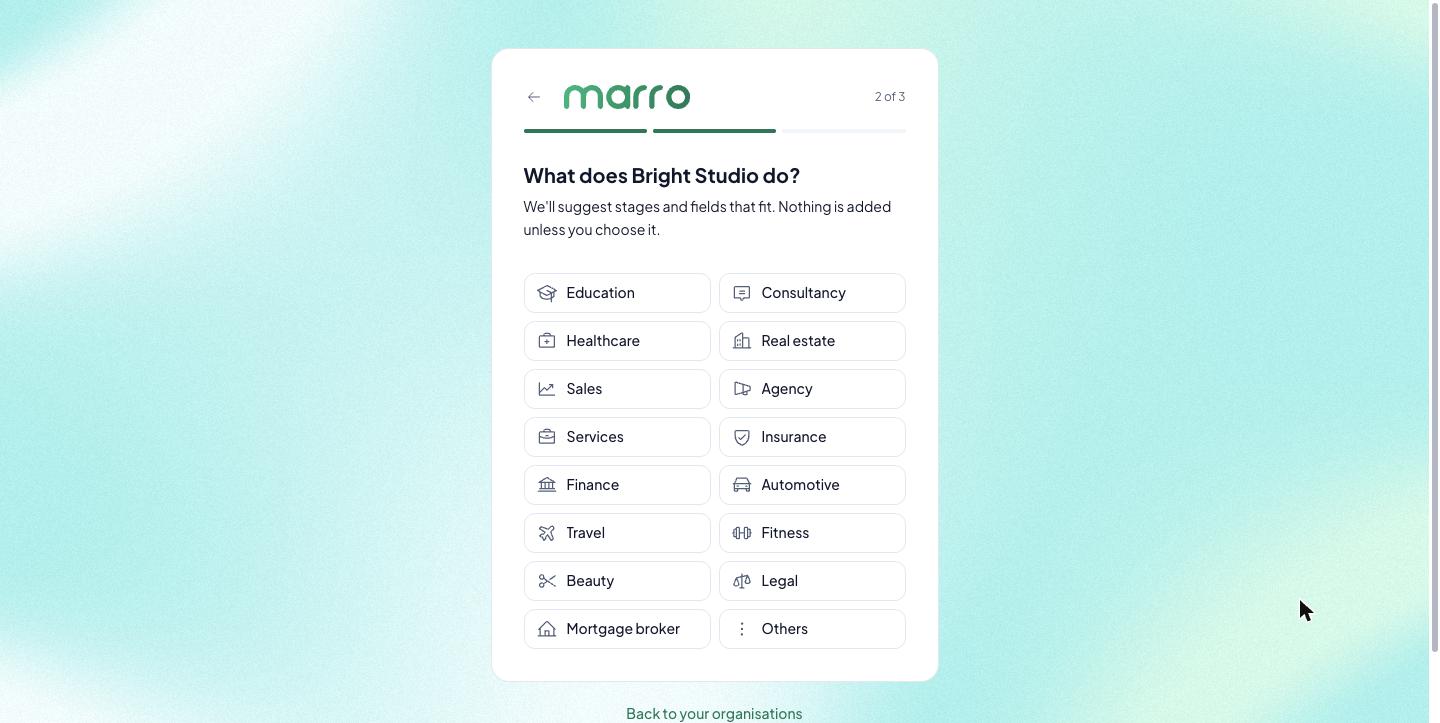 marro
2 of 3
What does Bright Studio do?
We'll suggest stages and fields that fit. Nothing is added
unless you choose it.
Education
Consultancy
Healthcare
Real estate
Sales
Agency
Services
Insurance
Finance
Automotive
Travel
Fitness
Beauty
Legal
Mortgage broker
Others
Back to your organisations